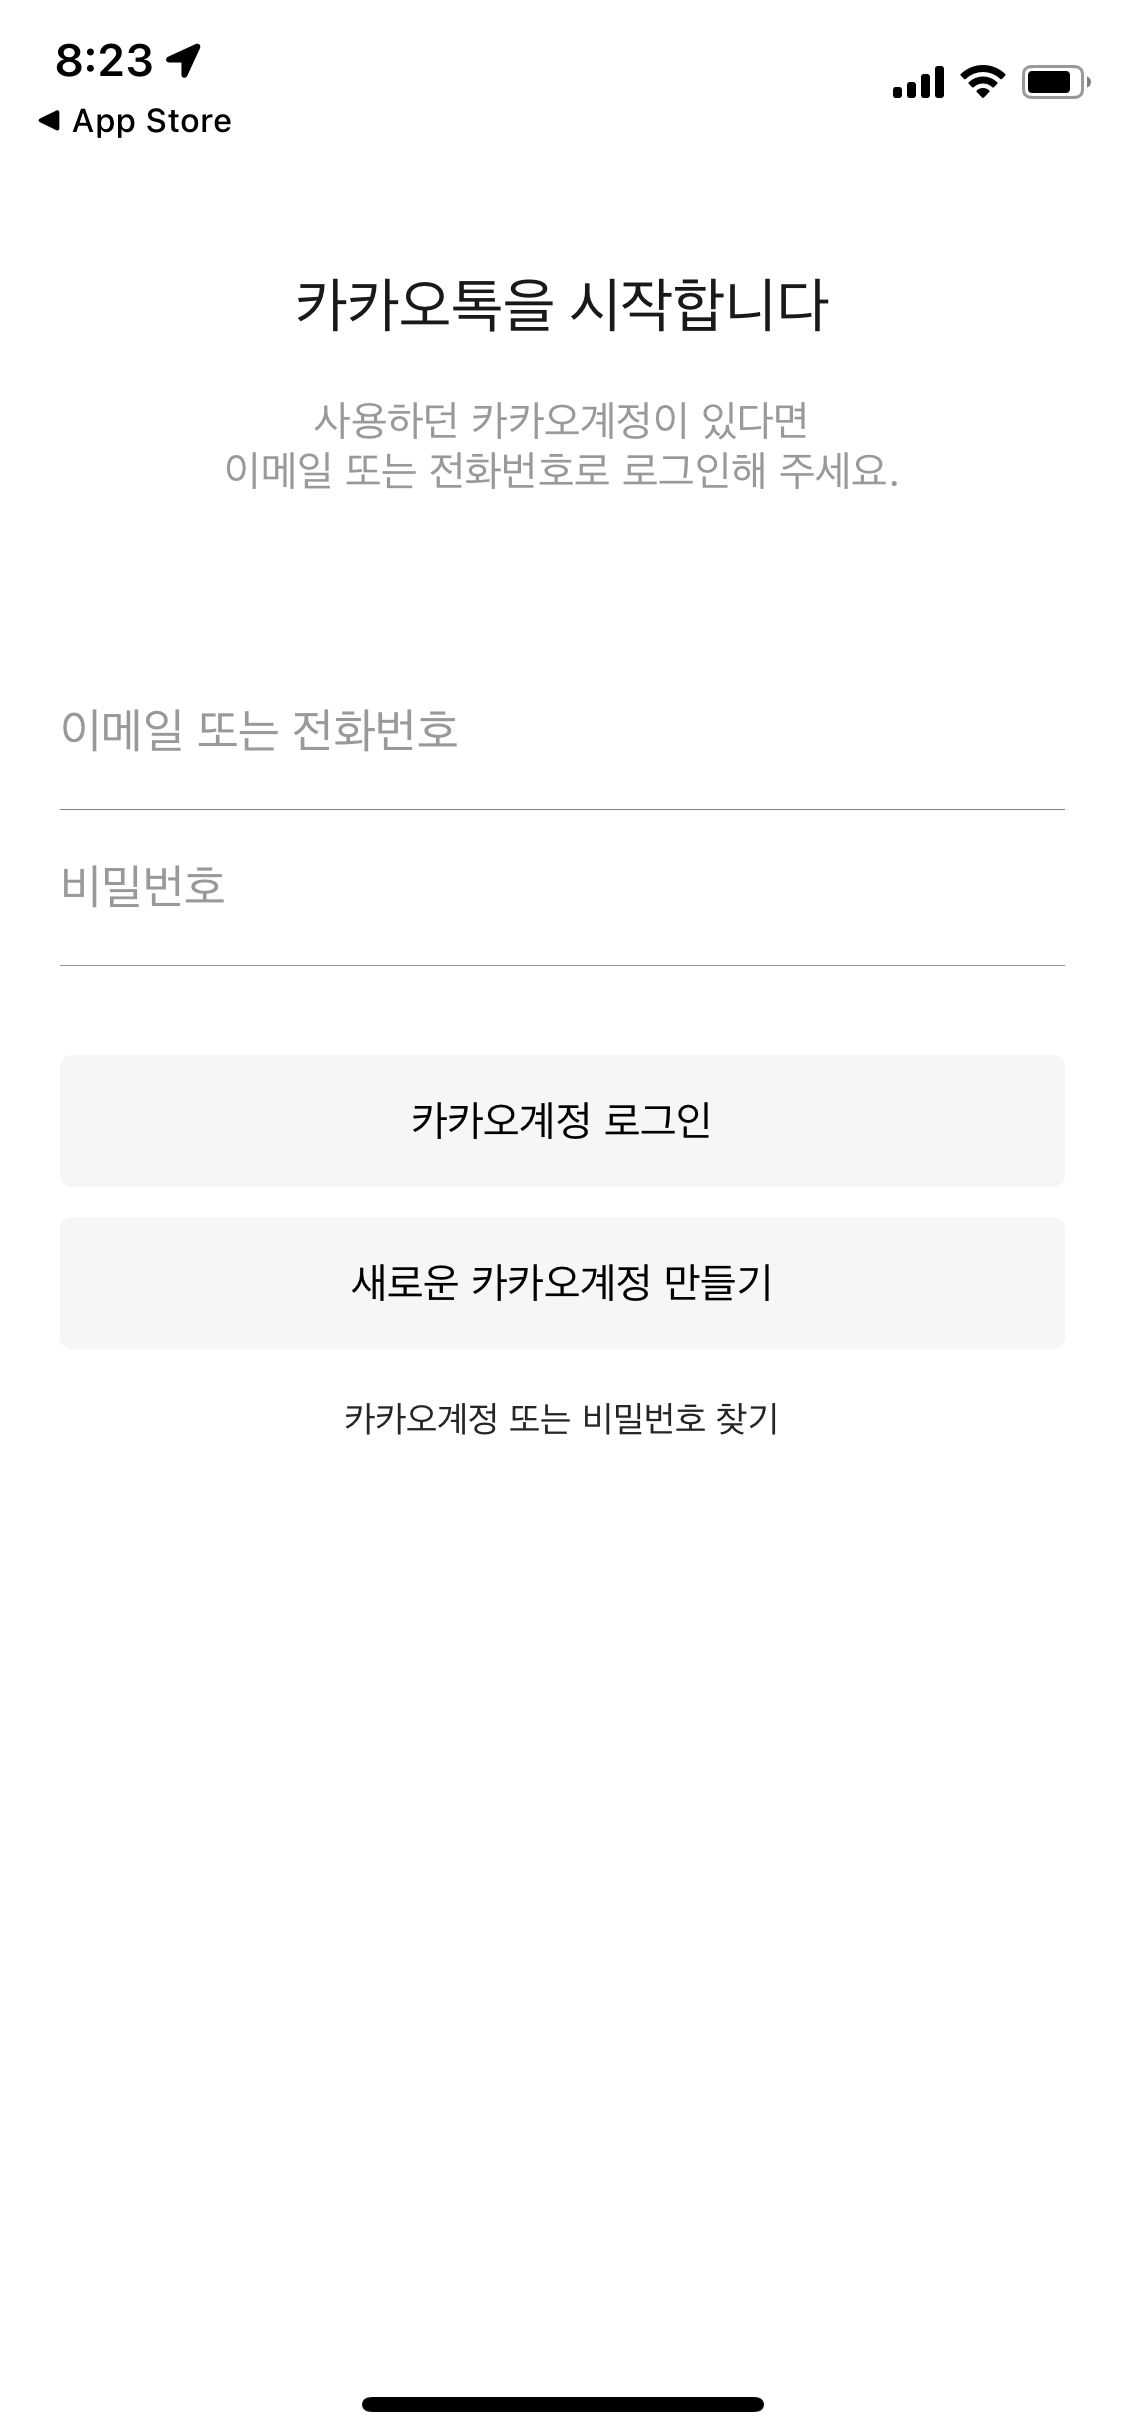 8:23
App Store
카카오톡을 시작합니다
사용하던 카카오계정이 있다면
이메일 또는 전화번호로 로그인해 주세요.
이메일 또는 전화번호
비밀번호
카카오계정 로그인
새로운 카카오계정 만들기
카카오계정 또는 비밀번호 찾기